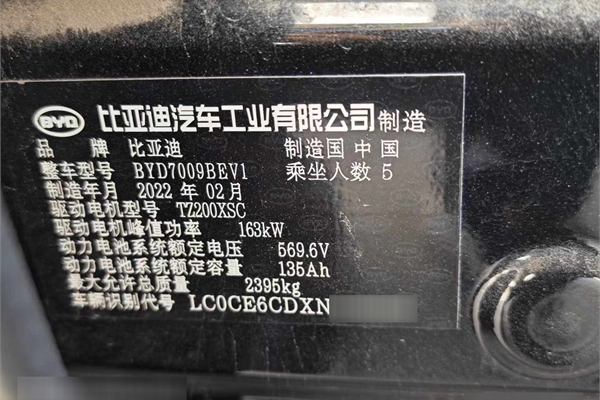 BYD 比亚迪汽车工业有限公司 制造
品牌 比亚迪 制造国 中国
整车型号 BYD7009BEV1 乘坐人数 5
制造年月 2022 年 02月
驱动电机型号 TZ200XSC
驱动电机峰值功率 163kW
动力电池系统额定电压 569.6V
动力电池系统额定容量 135Ah
最大允许总质量 2395kg
车辆识别代号 LC0CE6CDXN